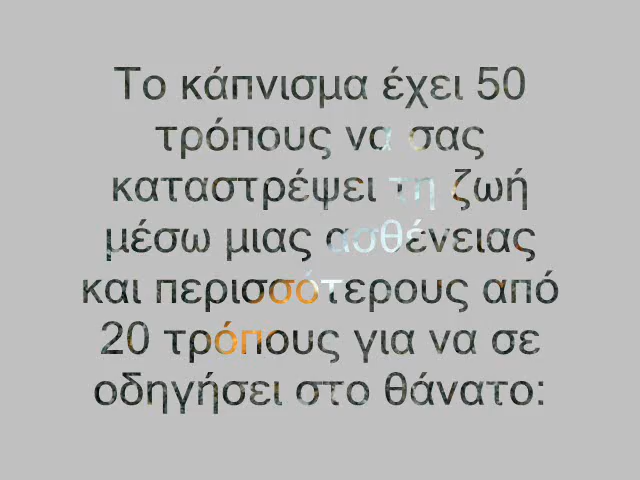 Το κάπνισμα έχει 50
τρόπους να σας
καταστρέψει τη ζωή
μέσω μιας ασθένειας
και περισσότερους από
20 τρόπους για να σε
οδηγήσει στο θάνατο: